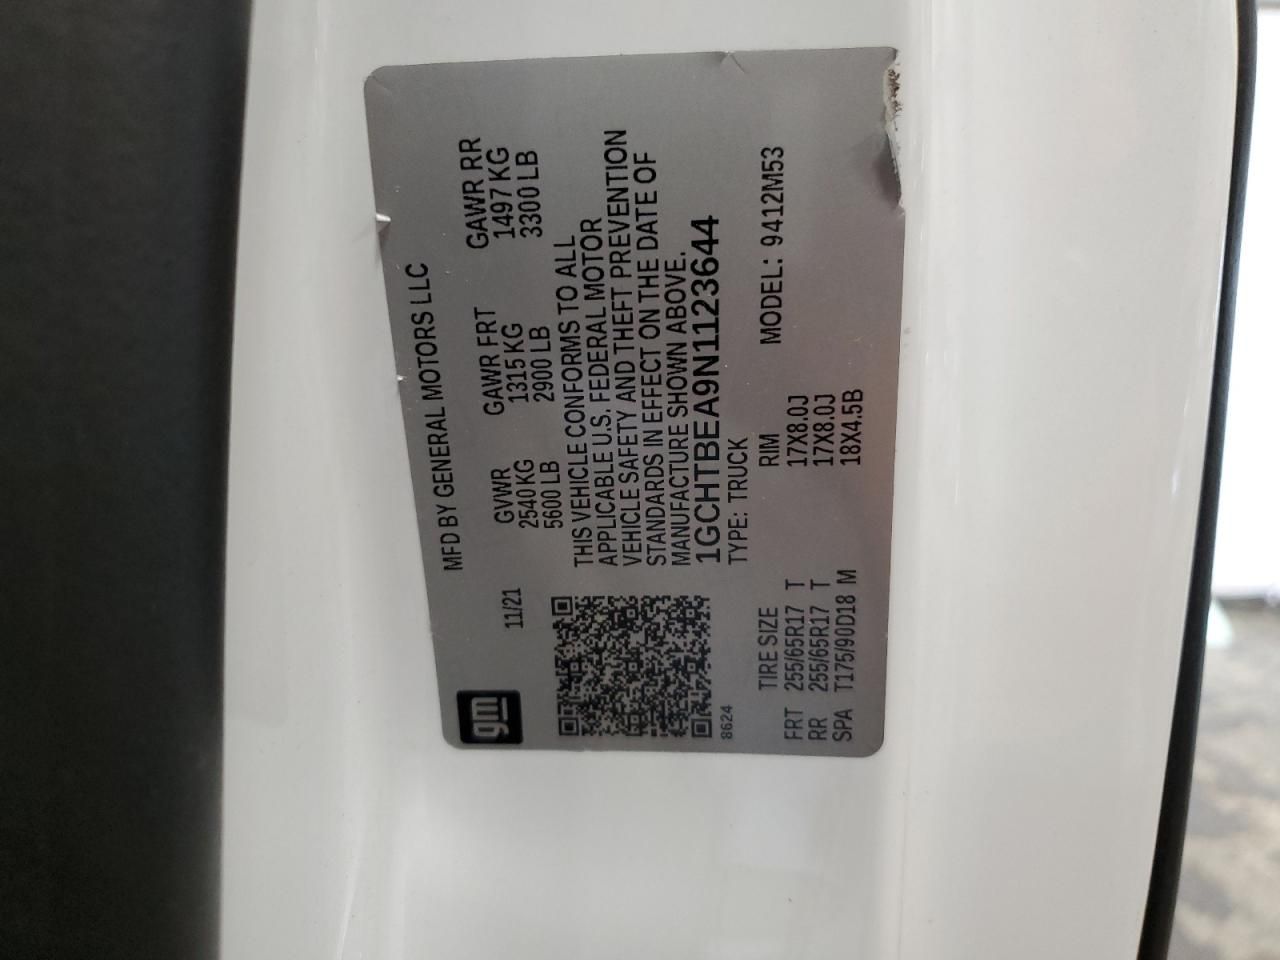 gm
MFD BY GENERAL MOTORS LLC
11/21
GVWR GAWR FRT GAWR RR
2540 KG 1315 KG 1497 KG
5600 LB 2900 LB 3300 LB
THIS VEHICLE CONFORMS TO ALL
APPLICABLE U.S. FEDERAL MOTOR
VEHICLE SAFETY AND THEFT PREVENTION
STANDARDS IN EFFECT ON THE DATE OF
MANUFACTURE SHOWN ABOVE.
1GCHTBEA9N1123644
8624
TYPE: TRUCK
TIRE SIZE RIM MODEL: 9412M53
FRT 255/65R17 T 17X8.0J
RR 255/65R17 T 17X8.0J
SPA T175/90D18 M 18X4.5B